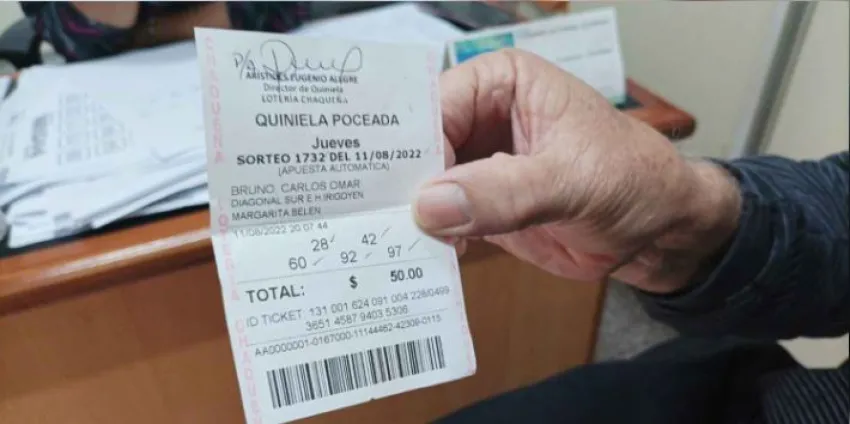 P/A
ARISTIDES EUGENIO ALEGRE
Director de Quiniela
LOTERÍA CHAQUEÑA
QUINIELA POCEADA
Jueves
SORTEO 1732 DEL 11/08/2022
(APUESTA AUTOMATICA)
BRUNO, CARLOS OMAR
DIAGONAL SUR E H IRIGOYEN
MARGARITA BELEN
11/08/2022 20:07:44
28 42
60 92 97
TOTAL: $ 50.00
ID TICKET: 131 001 624 091 004 228/0499
3651 4587 9403 5306
AA0000001-0167000-11144462-42309-0115